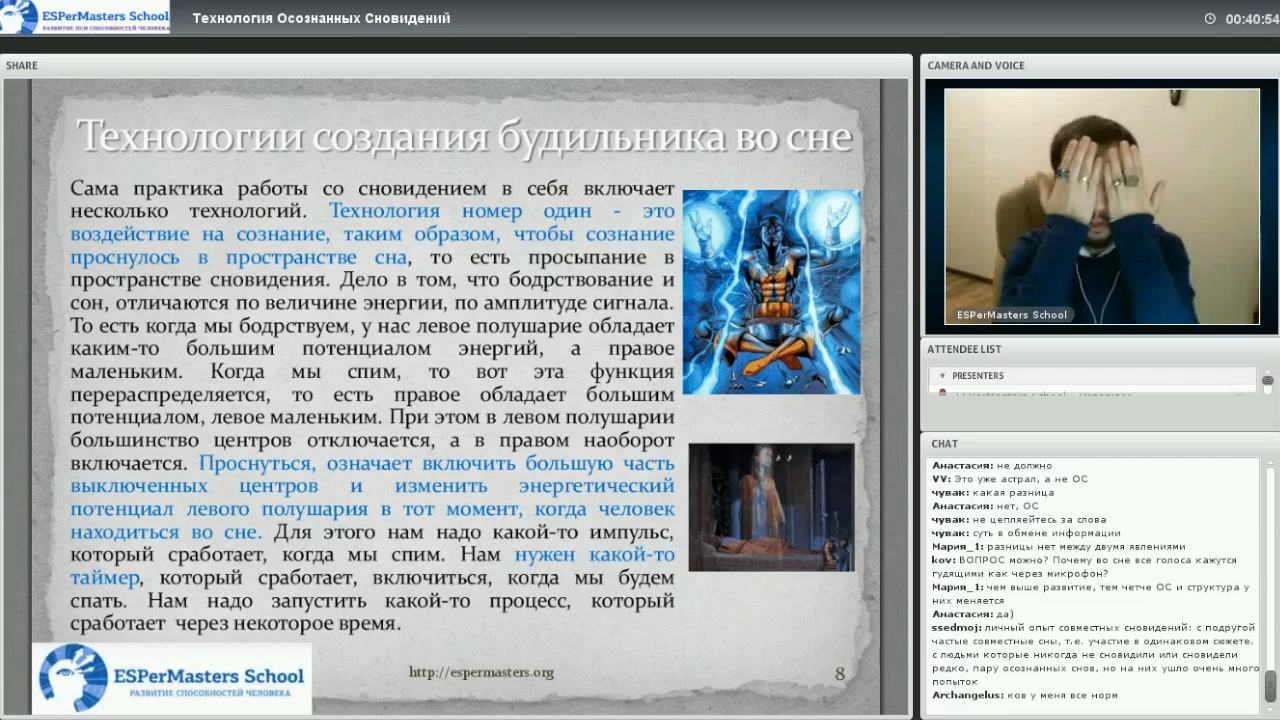 ESPerMasters School
РАЗВИТИЕ ПСИ СПОСОБНОСТЕЙ ЧЕЛОВЕКА
Технология Осознанных Сновидений
00:40:54
SHARE
Технологии создания будильника во сне
Сама практика работы со сновидением в себя включает
несколько технологий. Технология номер один - это
воздействие на сознание, таким образом, чтобы сознание
проснулось в пространстве сна, то есть просыпание в
пространстве сновидения. Дело в том, что бодрствование и
сон, отличаются по величине энергии, по амплитуде сигнала.
То есть когда мы бодрствуем, у нас левое полушарие обладает
каким-то большим потенциалом энергий, а правое
маленьким. Когда мы спим, то вот эта функция
перераспределяется, то есть правое обладает большим
потенциалом, левое маленьким. При этом в левом полушарии
большинство центров отключается, а в правом наоборот
включается. Проснуться, означает включить большую часть
выключенных центров и изменить энергетический
потенциал левого полушария в тот момент, когда человек
находиться во сне. Для этого нам надо какой-то импульс,
который сработает, когда мы спим. Нам нужен какой-то
таймер, который сработает, включиться, когда мы будем
спать. Нам надо запустить какой-то процесс, который
сработает через некоторое время.
ESPerMasters School
РАЗВИТИЕ СПОСОБНОСТЕЙ ЧЕЛОВЕКА
http://espermasters.org
8
CAMERA AND VOICE
ESPerMasters School
ATTENDEE LIST
PRESENTERS
CHAT
Анастасия: не должно
VV: Это уже астрал, а не ОС
чувак: какая разница
Анастасия: нет, ОС
чувак: не цепляейтесь за слова
чувак: суть в обмене информации
Мария_1: разницы нет между двумя явлениями
kov: ВОПРОС можно? Почему во сне все голоса кажутся
гудящими как через микрофон?
Мария_1: чем выше развитие, тем четче ОС и структура у
них меняется
Анастасия: да)
ssedmoj: личный опыт совместных сновидений: с подругой
частые совместные сны, т.е. участие в одинаковом сюжете.
с людьми которые никогда не сновидили или сновидели
редко, пару осознанных снов, но на них ушло очень много
попыток
Archangelus: ков у меня все норм